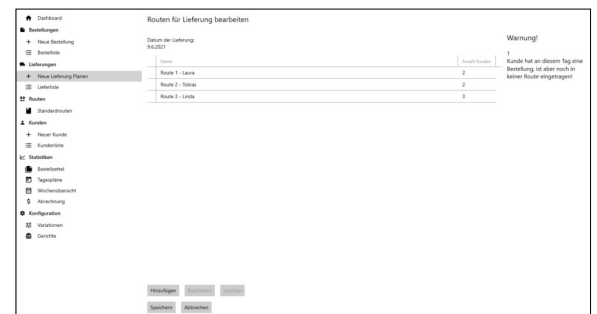 Dashboard
Bestellungen
Neue Bestellung
Bestelliste
Lieferungen
Neue Lieferung Planen
Lieferliste
Routen
Standardrouten
Kunden
Neuer Kunde
Kundenliste
Statistiken
Bestellzettel
Tagespläne
Wochenübersicht
Abrechnung
Konfiguration
Variationen
Gerichte
Routen für Lieferung bearbeiten
Datum der Lieferung:
9.6.2021
Name Anzahl Kunden
Route 1 - Laura 2
Route 2 - Tobias 2
Route 3 - Linda 3
Hinzufügen Bearbeiten Löschen
Speichern Abbrechen
Warnung!
1
Kunde hat an diesem Tag eine
Bestellung, ist aber noch in
keiner Route eingetragen!